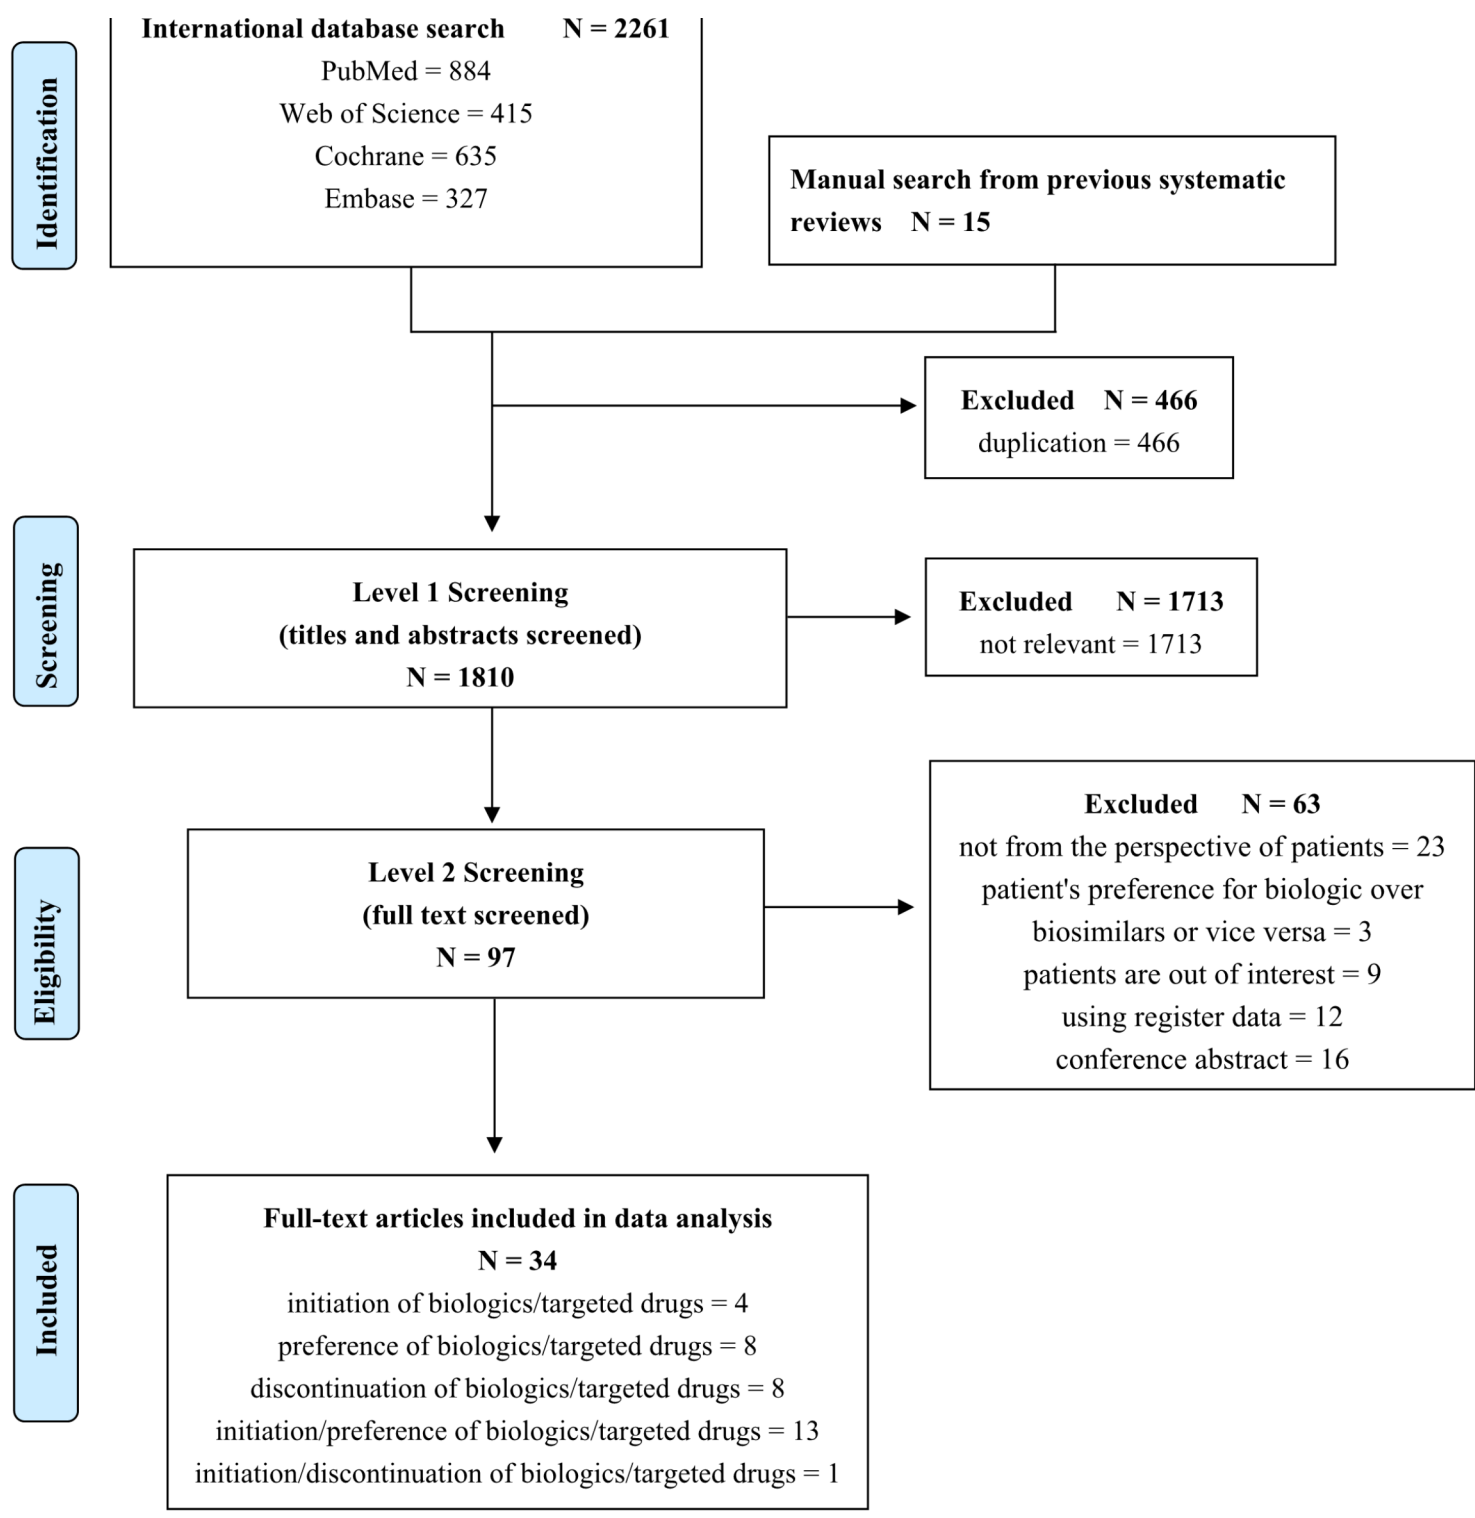 Identification
International database search N = 2261
PubMed = 884
Web of Science = 415
Cochrane = 635
Embase = 327
Manual search from previous systematic
reviews N = 15
Excluded N = 466
duplication = 466
Screening
Level 1 Screening
(titles and abstracts screened)
N = 1810
Excluded N = 1713
not relevant = 1713
Eligibility
Level 2 Screening
(full text screened)
N = 97
Excluded N = 63
not from the perspective of patients = 23
patient's preference for biologic over
biosimilars or vice versa = 3
patients are out of interest = 9
using register data = 12
conference abstract = 16
Included
Full-text articles included in data analysis
N = 34
initiation of biologics/targeted drugs = 4
preference of biologics/targeted drugs = 8
discontinuation of biologics/targeted drugs = 8
initiation/preference of biologics/targeted drugs = 13
initiation/discontinuation of biologics/targeted drugs = 1